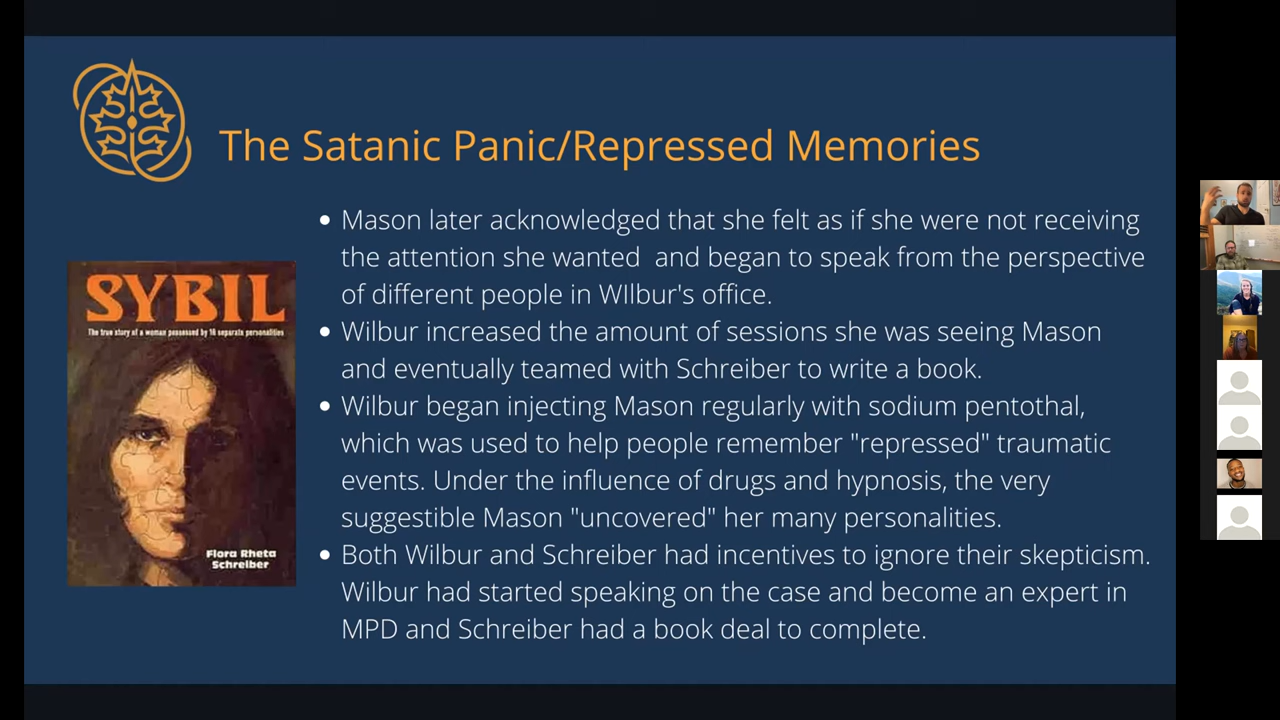 The Satanic Panic/Repressed Memories
Mason later acknowledged that she felt as if she were not receiving
the attention she wanted and began to speak from the perspective
of different people in WIlbur's office.
Wilbur increased the amount of sessions she was seeing Mason
and eventually teamed with Schreiber to write a book.
Wilbur began injecting Mason regularly with sodium pentothal,
which was used to help people remember "repressed" traumatic
events. Under the influence of drugs and hypnosis, the very
suggestible Mason "uncovered" her many personalities.
Both Wilbur and Schreiber had incentives to ignore their skepticism.
Wilbur had started speaking on the case and become an expert in
MPD and Schreiber had a book deal to complete.
SYBIL
The true story of a woman possessed by 16 separate personalities
Flora Rheta
Schreiber